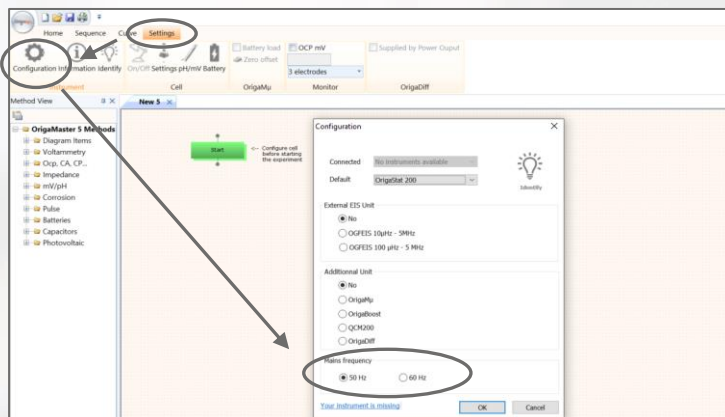 Home Sequence Curve Settings
Configuration Information Identify On/Off Settings pH/mV Battery
Battery load
Zero offset
OCP mV
3 electrodes
Supplied by Power Ouput
Instrument Cell OrigaMµ Monitor OrigaDiff
Method View
New 5
OrigaMaster 5 Methods
Diagram Items
Voltammetry
Ocp, CA, CP...
Impedance
mV/pH
Corrosion
Pulse
Batteries
Capacitors
Photovoltaic
Start
<-- Configure cell
before starting
the experiment
Configuration
Connected No instruments available
Default OrigaStat 200
Identify
External EIS Unit
No
OGFEIS 10µHz - 5MHz
OGFEIS 100 µHz - 5 MHz
Additionnal Unit
No
OrigaMµ
OrigaBoost
QCM200
OrigaDiff
Mains frequency
50 Hz 60 Hz
Your instrument is missing
OK Cancel